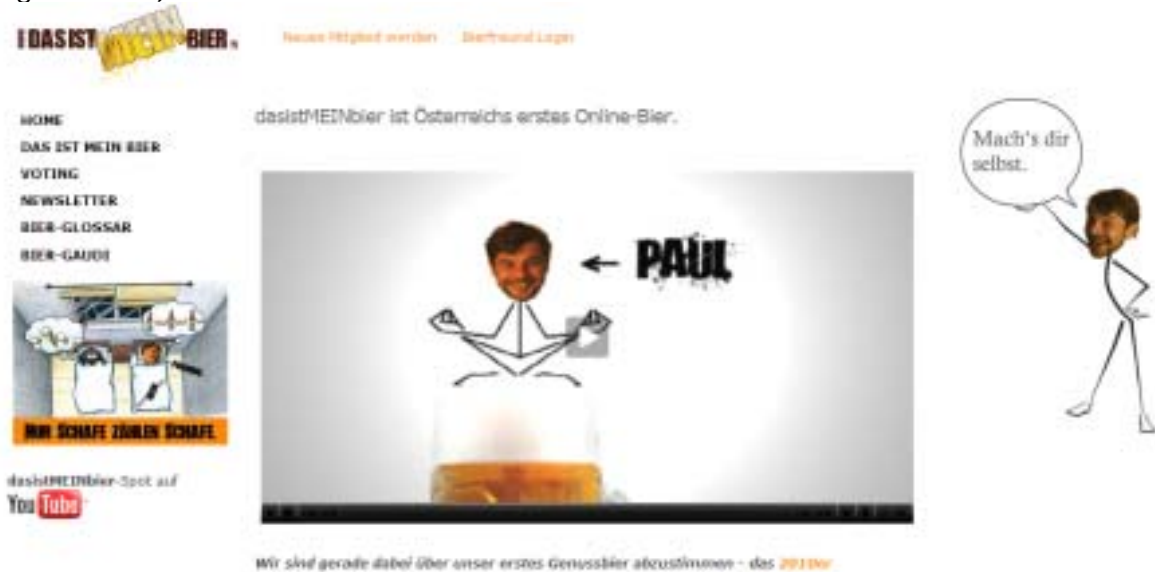 ! DAS IST MEIN BIER
Neues Mitglied werden Bierfreund Login
HOME
DAS IST MEIN BIER
VOTING
NEWSLETTER
BIER-GLOSSAR
BIER-GAUDI
NUR SCHAFE ZÄHLEN SCHAFE.
dasistMEINbier-Spot auf
YouTube
dasistMEINbier ist Österreichs erstes Online-Bier.
PAUL
Mach's dir
selbst.
Wir sind gerade dabei über unser erstes Genussbier abzustimmen - das 2010er